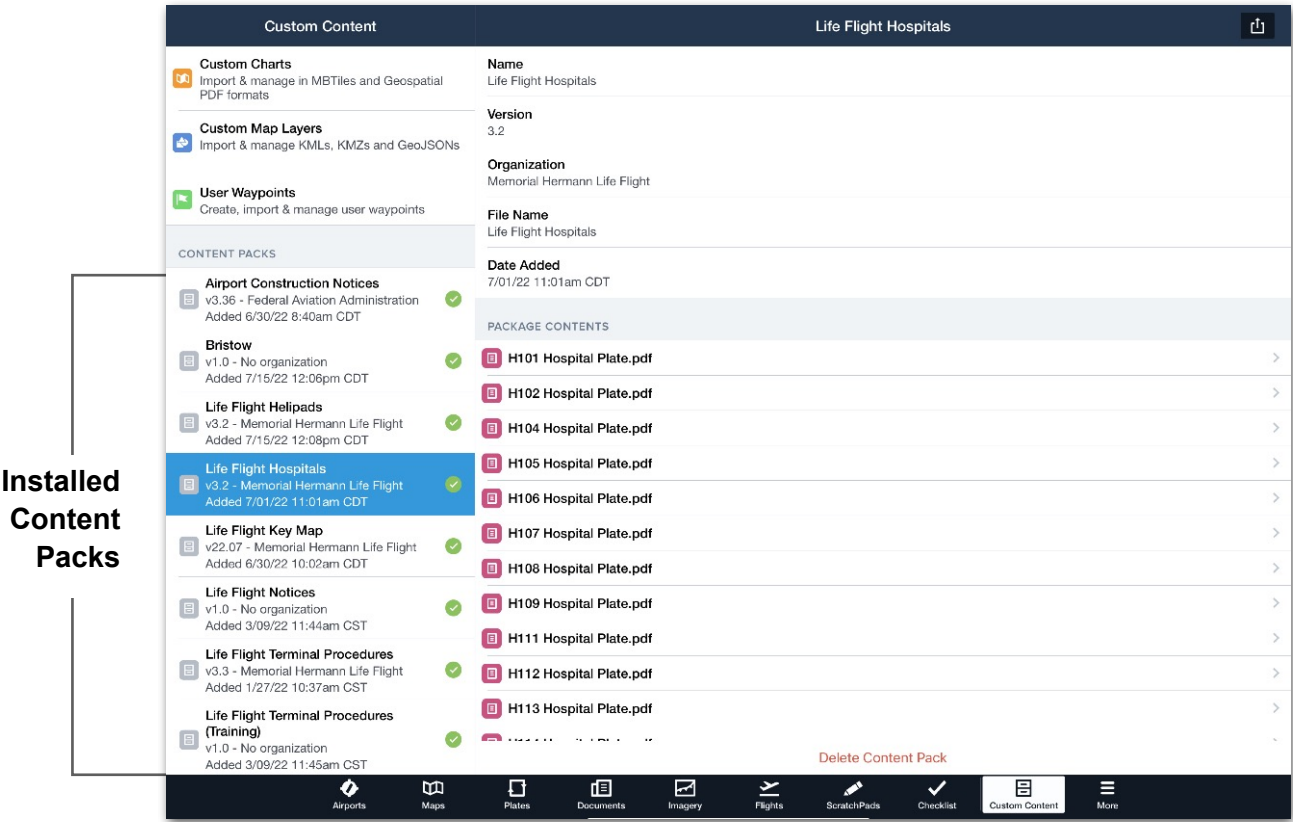 Custom Content
Life Flight Hospitals
Custom Charts
Import & manage in MBTiles and Geospatial
PDF formats
Custom Map Layers
Import & manage KMLs, KMZs and GeoJSONs
User Waypoints
Create, import & manage user waypoints
CONTENT PACKS
Airport Construction Notices
v3.36 - Federal Aviation Administration
Added 6/30/22 8:40am CDT
Bristow
v1.0 - No organization
Added 7/15/22 12:06pm CDT
Life Flight Helipads
v3.2 - Memorial Hermann Life Flight
Added 7/15/22 12:08pm CDT
Life Flight Hospitals
v3.2 - Memorial Hermann Life Flight
Added 7/01/22 11:01am CDT
Life Flight Key Map
v22.07 - Memorial Hermann Life Flight
Added 6/30/22 10:02am CDT
Life Flight Notices
v1.0 - No organization
Added 3/09/22 11:44am CST
Life Flight Terminal Procedures
v3.3 - Memorial Hermann Life Flight
Added 1/27/22 10:37am CST
Life Flight Terminal Procedures
(Training)
v1.0 - No organization
Added 3/09/22 11:45am CST
Installed
Content
Packs
Name
Life Flight Hospitals
Version
3.2
Organization
Memorial Hermann Life Flight
File Name
Life Flight Hospitals
Date Added
7/01/22 11:01am CDT
PACKAGE CONTENTS
H101 Hospital Plate.pdf
H102 Hospital Plate.pdf
H104 Hospital Plate.pdf
H105 Hospital Plate.pdf
H106 Hospital Plate.pdf
H107 Hospital Plate.pdf
H108 Hospital Plate.pdf
H109 Hospital Plate.pdf
H111 Hospital Plate.pdf
H112 Hospital Plate.pdf
H113 Hospital Plate.pdf
Delete Content Pack
Airports
Maps
Plates
Documents
Imagery
Flights
ScratchPads
Checklist
Custom Content
More